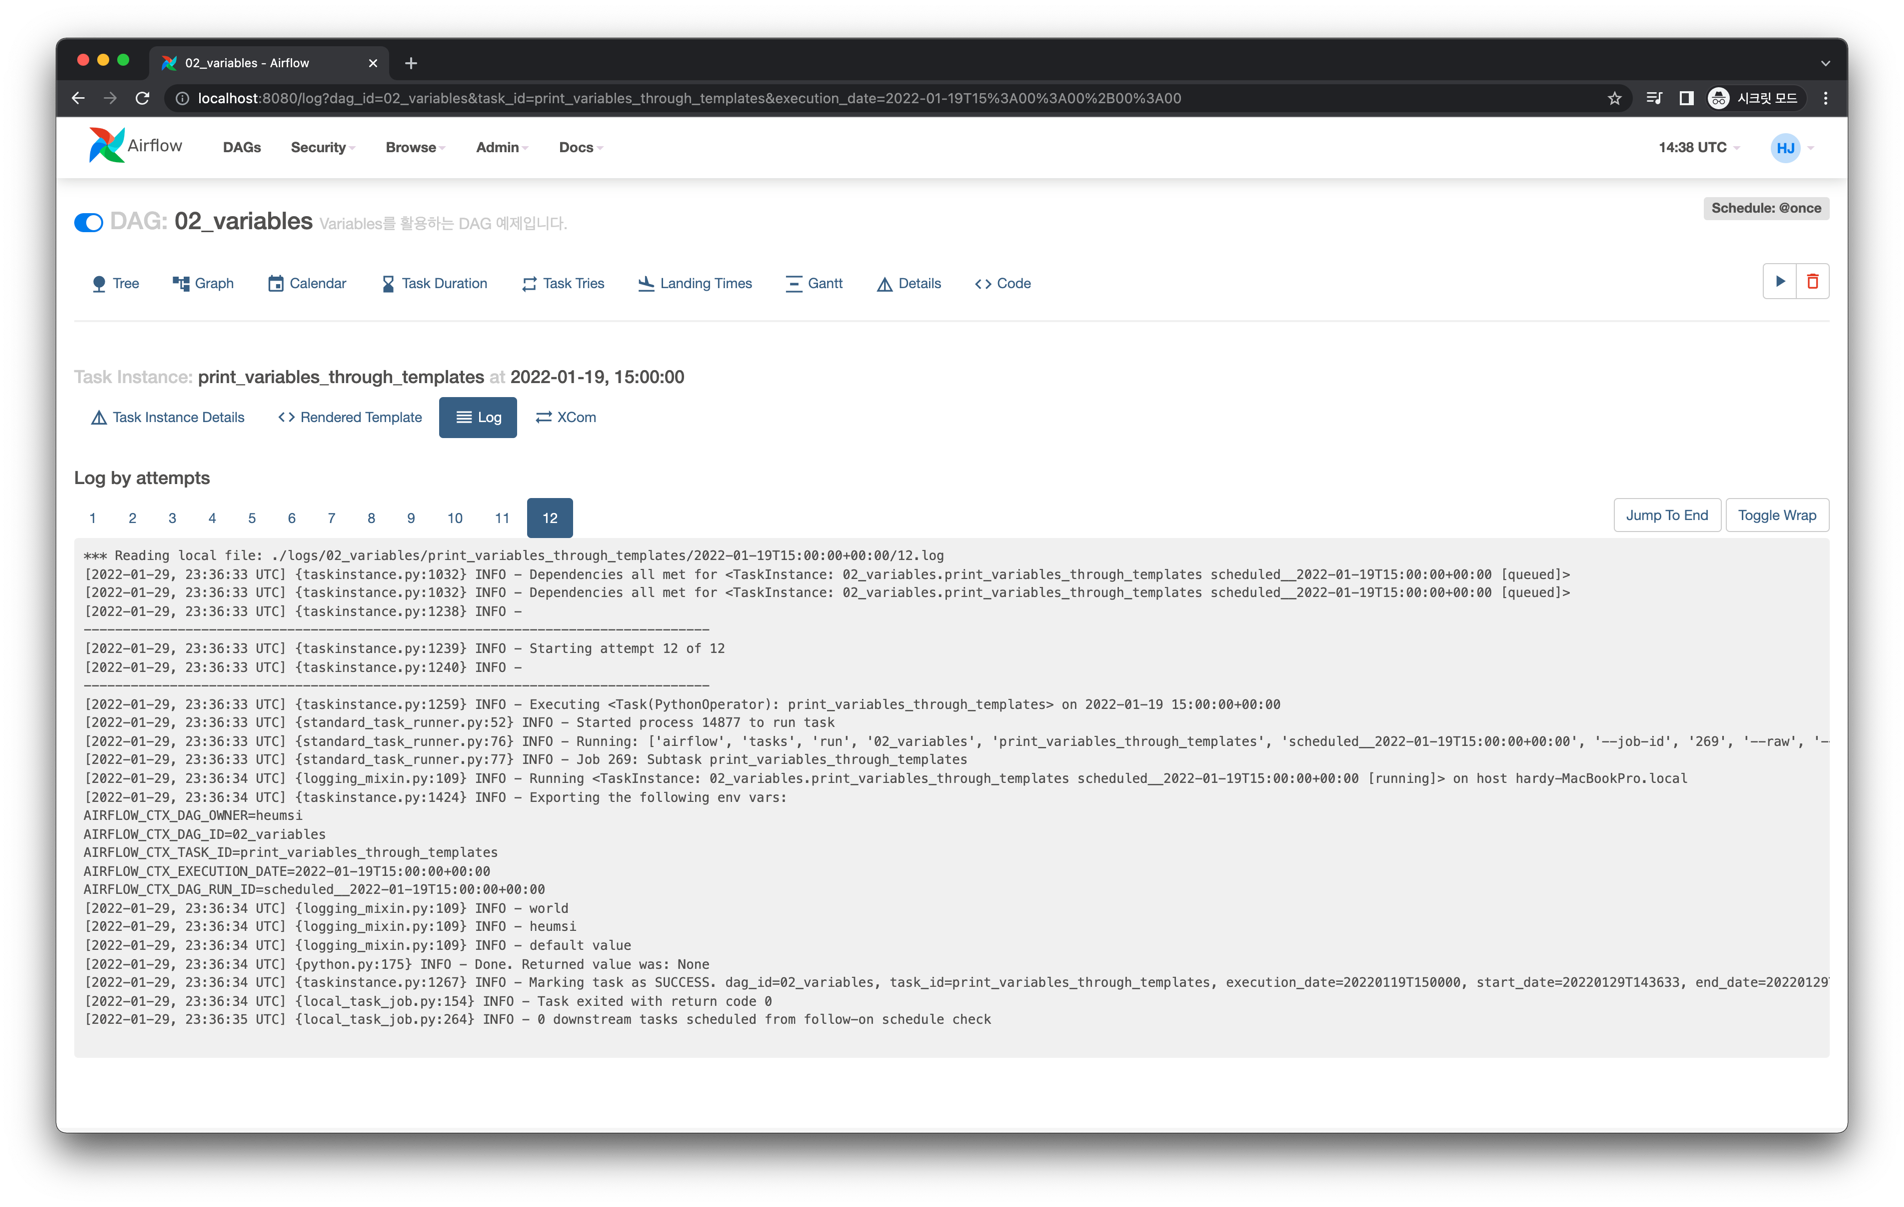 02_variables - Airflow
localhost:8080/log?dag_id=02_variables&task_id=print_variables_through_templates&execution_date=2022-01-19T15%3A00%3A00%2B00%3A00
시크릿 모드
Airflow DAGs Security Browse Admin Docs 14:38 UTC HJ
Schedule: @once
DAG: 02_variables Variables를 활용하는 DAG 예제입니다.
Tree Graph Calendar Task Duration Task Tries Landing Times Gantt Details Code
Task Instance: print_variables_through_templates at 2022-01-19, 15:00:00
Task Instance Details Rendered Template Log XCom
Log by attempts
1 2 3 4 5 6 7 8 9 10 11 12
Jump To End Toggle Wrap
*** Reading local file: ./logs/02_variables/print_variables_through_templates/2022-01-19T15:00:00+00:00/12.log
[2022-01-29, 23:36:33 UTC] {taskinstance.py:1032} INFO - Dependencies all met for <TaskInstance: 02_variables.print_variables_through_templates scheduled__2022-01-19T15:00:00+00:00 [queued]>
[2022-01-29, 23:36:33 UTC] {taskinstance.py:1032} INFO - Dependencies all met for <TaskInstance: 02_variables.print_variables_through_templates scheduled__2022-01-19T15:00:00+00:00 [queued]>
[2022-01-29, 23:36:33 UTC] {taskinstance.py:1238} INFO -
--------------------------------------------------------------------------------
[2022-01-29, 23:36:33 UTC] {taskinstance.py:1239} INFO - Starting attempt 12 of 12
[2022-01-29, 23:36:33 UTC] {taskinstance.py:1240} INFO -
--------------------------------------------------------------------------------
[2022-01-29, 23:36:33 UTC] {taskinstance.py:1259} INFO - Executing <Task(PythonOperator): print_variables_through_templates> on 2022-01-19 15:00:00+00:00
[2022-01-29, 23:36:33 UTC] {standard_task_runner.py:52} INFO - Started process 14877 to run task
[2022-01-29, 23:36:33 UTC] {standard_task_runner.py:76} INFO - Running: ['airflow', 'tasks', 'run', '02_variables', 'print_variables_through_templates', 'scheduled__2022-01-19T15:00:00+00:00', '--job-id', '269', '--raw', '--
[2022-01-29, 23:36:33 UTC] {standard_task_runner.py:77} INFO - Job 269: Subtask print_variables_through_templates
[2022-01-29, 23:36:34 UTC] {logging_mixin.py:109} INFO - Running <TaskInstance: 02_variables.print_variables_through_templates scheduled__2022-01-19T15:00:00+00:00 [running]> on host hardy-MacBookPro.local
[2022-01-29, 23:36:34 UTC] {taskinstance.py:1424} INFO - Exporting the following env vars:
AIRFLOW_CTX_DAG_OWNER=heumsi
AIRFLOW_CTX_DAG_ID=02_variables
AIRFLOW_CTX_TASK_ID=print_variables_through_templates
AIRFLOW_CTX_EXECUTION_DATE=2022-01-19T15:00:00+00:00
AIRFLOW_CTX_DAG_RUN_ID=scheduled__2022-01-19T15:00:00+00:00
[2022-01-29, 23:36:34 UTC] {logging_mixin.py:109} INFO - world
[2022-01-29, 23:36:34 UTC] {logging_mixin.py:109} INFO - heumsi
[2022-01-29, 23:36:34 UTC] {logging_mixin.py:109} INFO - default value
[2022-01-29, 23:36:34 UTC] {python.py:175} INFO - Done. Returned value was: None
[2022-01-29, 23:36:34 UTC] {taskinstance.py:1267} INFO - Marking task as SUCCESS. dag_id=02_variables, task_id=print_variables_through_templates, execution_date=20220119T150000, start_date=20220129T143633, end_date=20220129T
[2022-01-29, 23:36:34 UTC] {local_task_job.py:154} INFO - Task exited with return code 0
[2022-01-29, 23:36:35 UTC] {local_task_job.py:264} INFO - 0 downstream tasks scheduled from follow-on schedule check